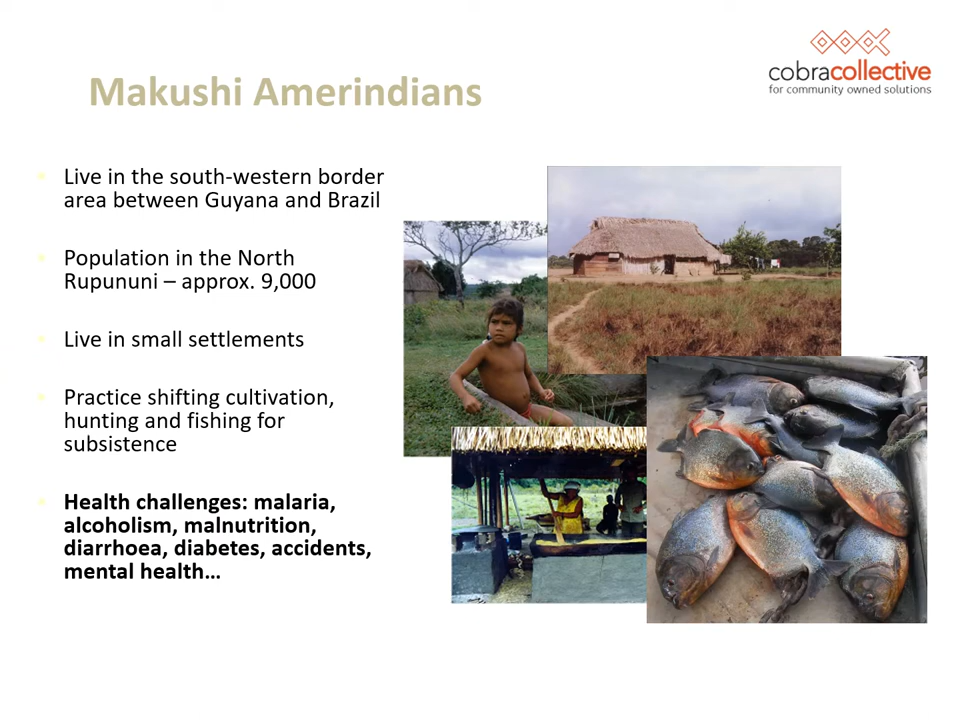 cobracollective
for community owned solutions
Makushi Amerindians
Live in the south-western border
area between Guyana and Brazil
Population in the North
Rupununi – approx. 9,000
Live in small settlements
Practice shifting cultivation,
hunting and fishing for
subsistence
Health challenges: malaria,
alcoholism, malnutrition,
diarrhoea, diabetes, accidents,
mental health…